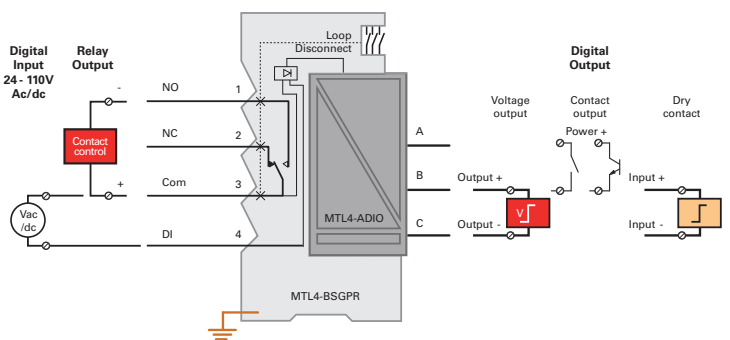 Loop
Disconnect
Digital
Input
24 - 110V
Ac/dc
Relay
Output
Digital
Output
Voltage
output
Contact
output
Dry
contact
-
NO
1
Power +
A
NC
2
Contact
control
+
Com
3
B
Output +
Input +
Vac
/dc
V
MTL4-ADIO
C
Output -
Input -
DI
4
MTL4-BSGPR